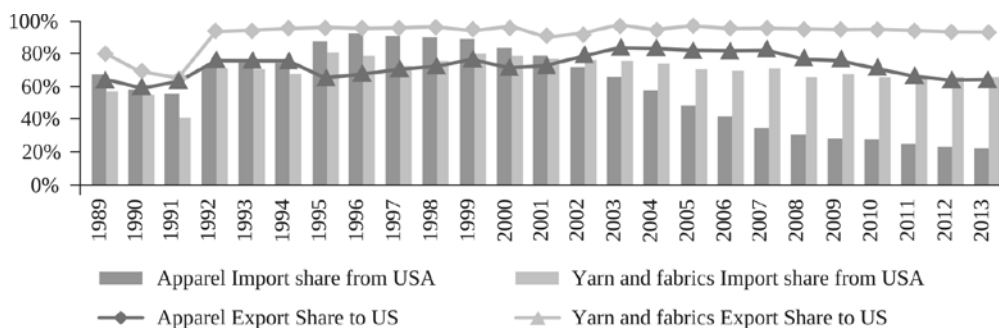 100%
80%
60%
40%
20%
0%
1989 1990 1991 1992 1993 1994 1995 1996 1997 1998 1999 2000 2001 2002 2003 2004 2005 2006 2007 2008 2009 2010 2011 2012 2013
Apparel Import share from USA Yarn and fabrics Import share from USA
Apparel Export Share to US Yarn and fabrics Export Share to US